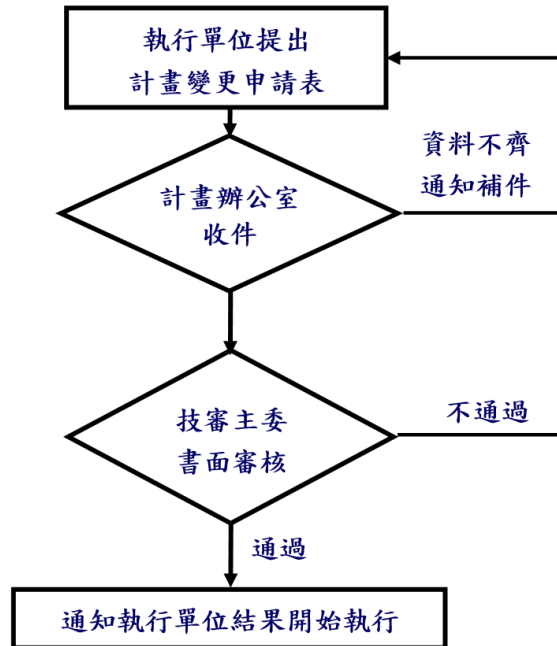 執行單位提出
計畫變更申請表
資料不齊
通知補件
計畫辦公室
收件
技審主委
書面審核
不通過
通過
通知執行單位結果開始執行